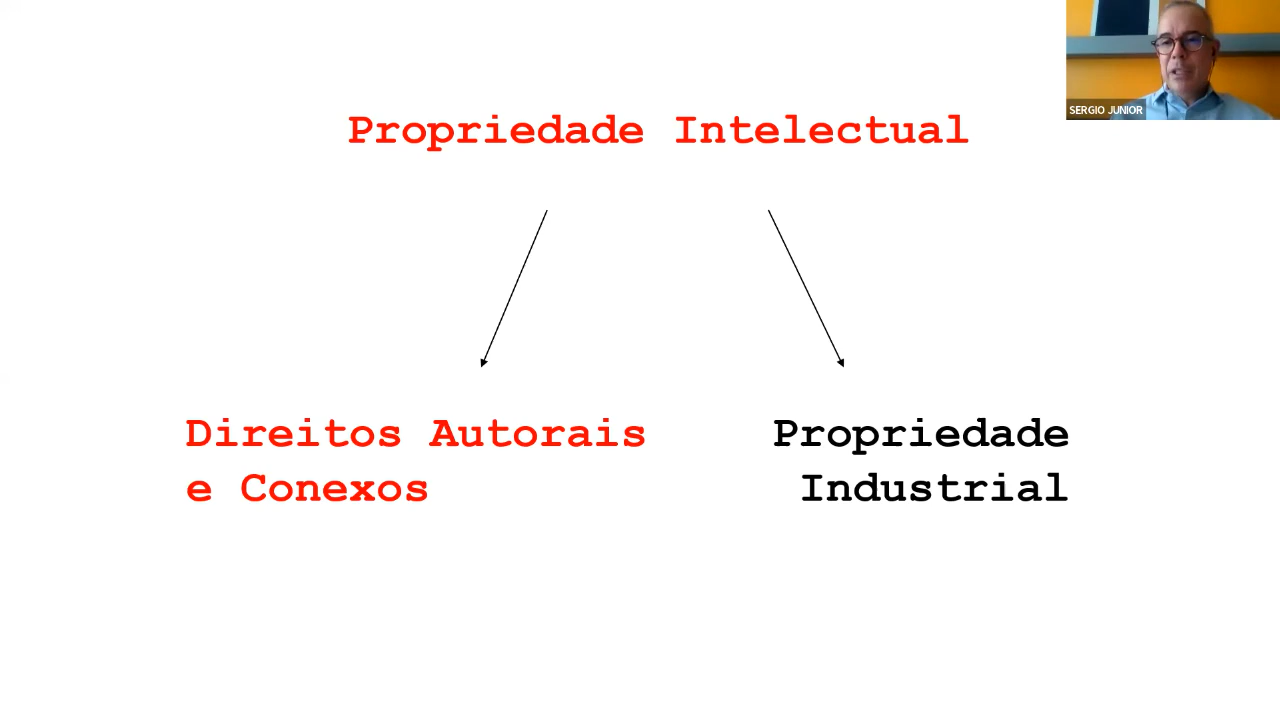 SERGIO JUNIOR
Propriedade Intelectual
Direitos Autorais
e Conexos
Propriedade
Industrial